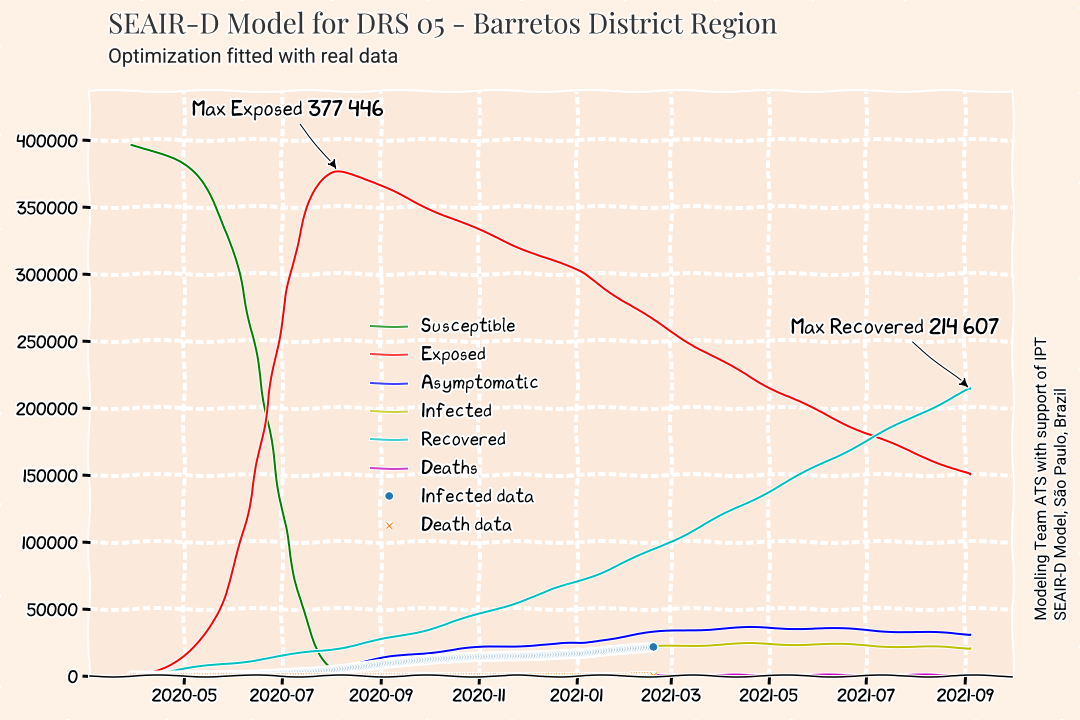 SEAIR-D Model for DRS 05 - Barretos District Region
Optimization fitted with real data
Max Exposed 377 446
400000
350000
300000
250000
200000
150000
100000
50000
0
Susceptible
Exposed
Asymptomatic
Infected
Recovered
Deaths
Infected data
Death data
Max Recovered 214 607
2020-05
2020-07
2020-09
2020-11
2021-01
2021-03
2021-05
2021-07
2021-09
Modeling Team ATS with support of IPT
SEAIR-D Model, São Paulo, Brazil